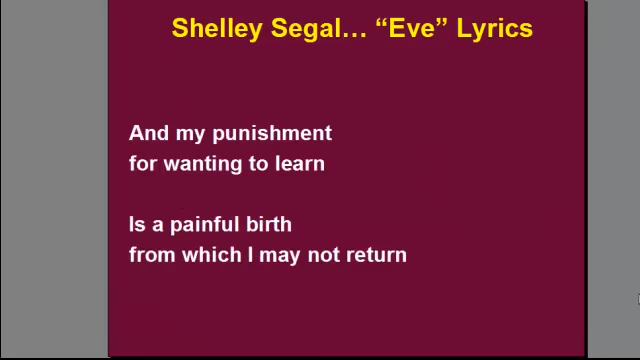 Shelley Segal… “Eve” Lyrics
And my punishment
for wanting to learn
Is a painful birth
from which I may not return